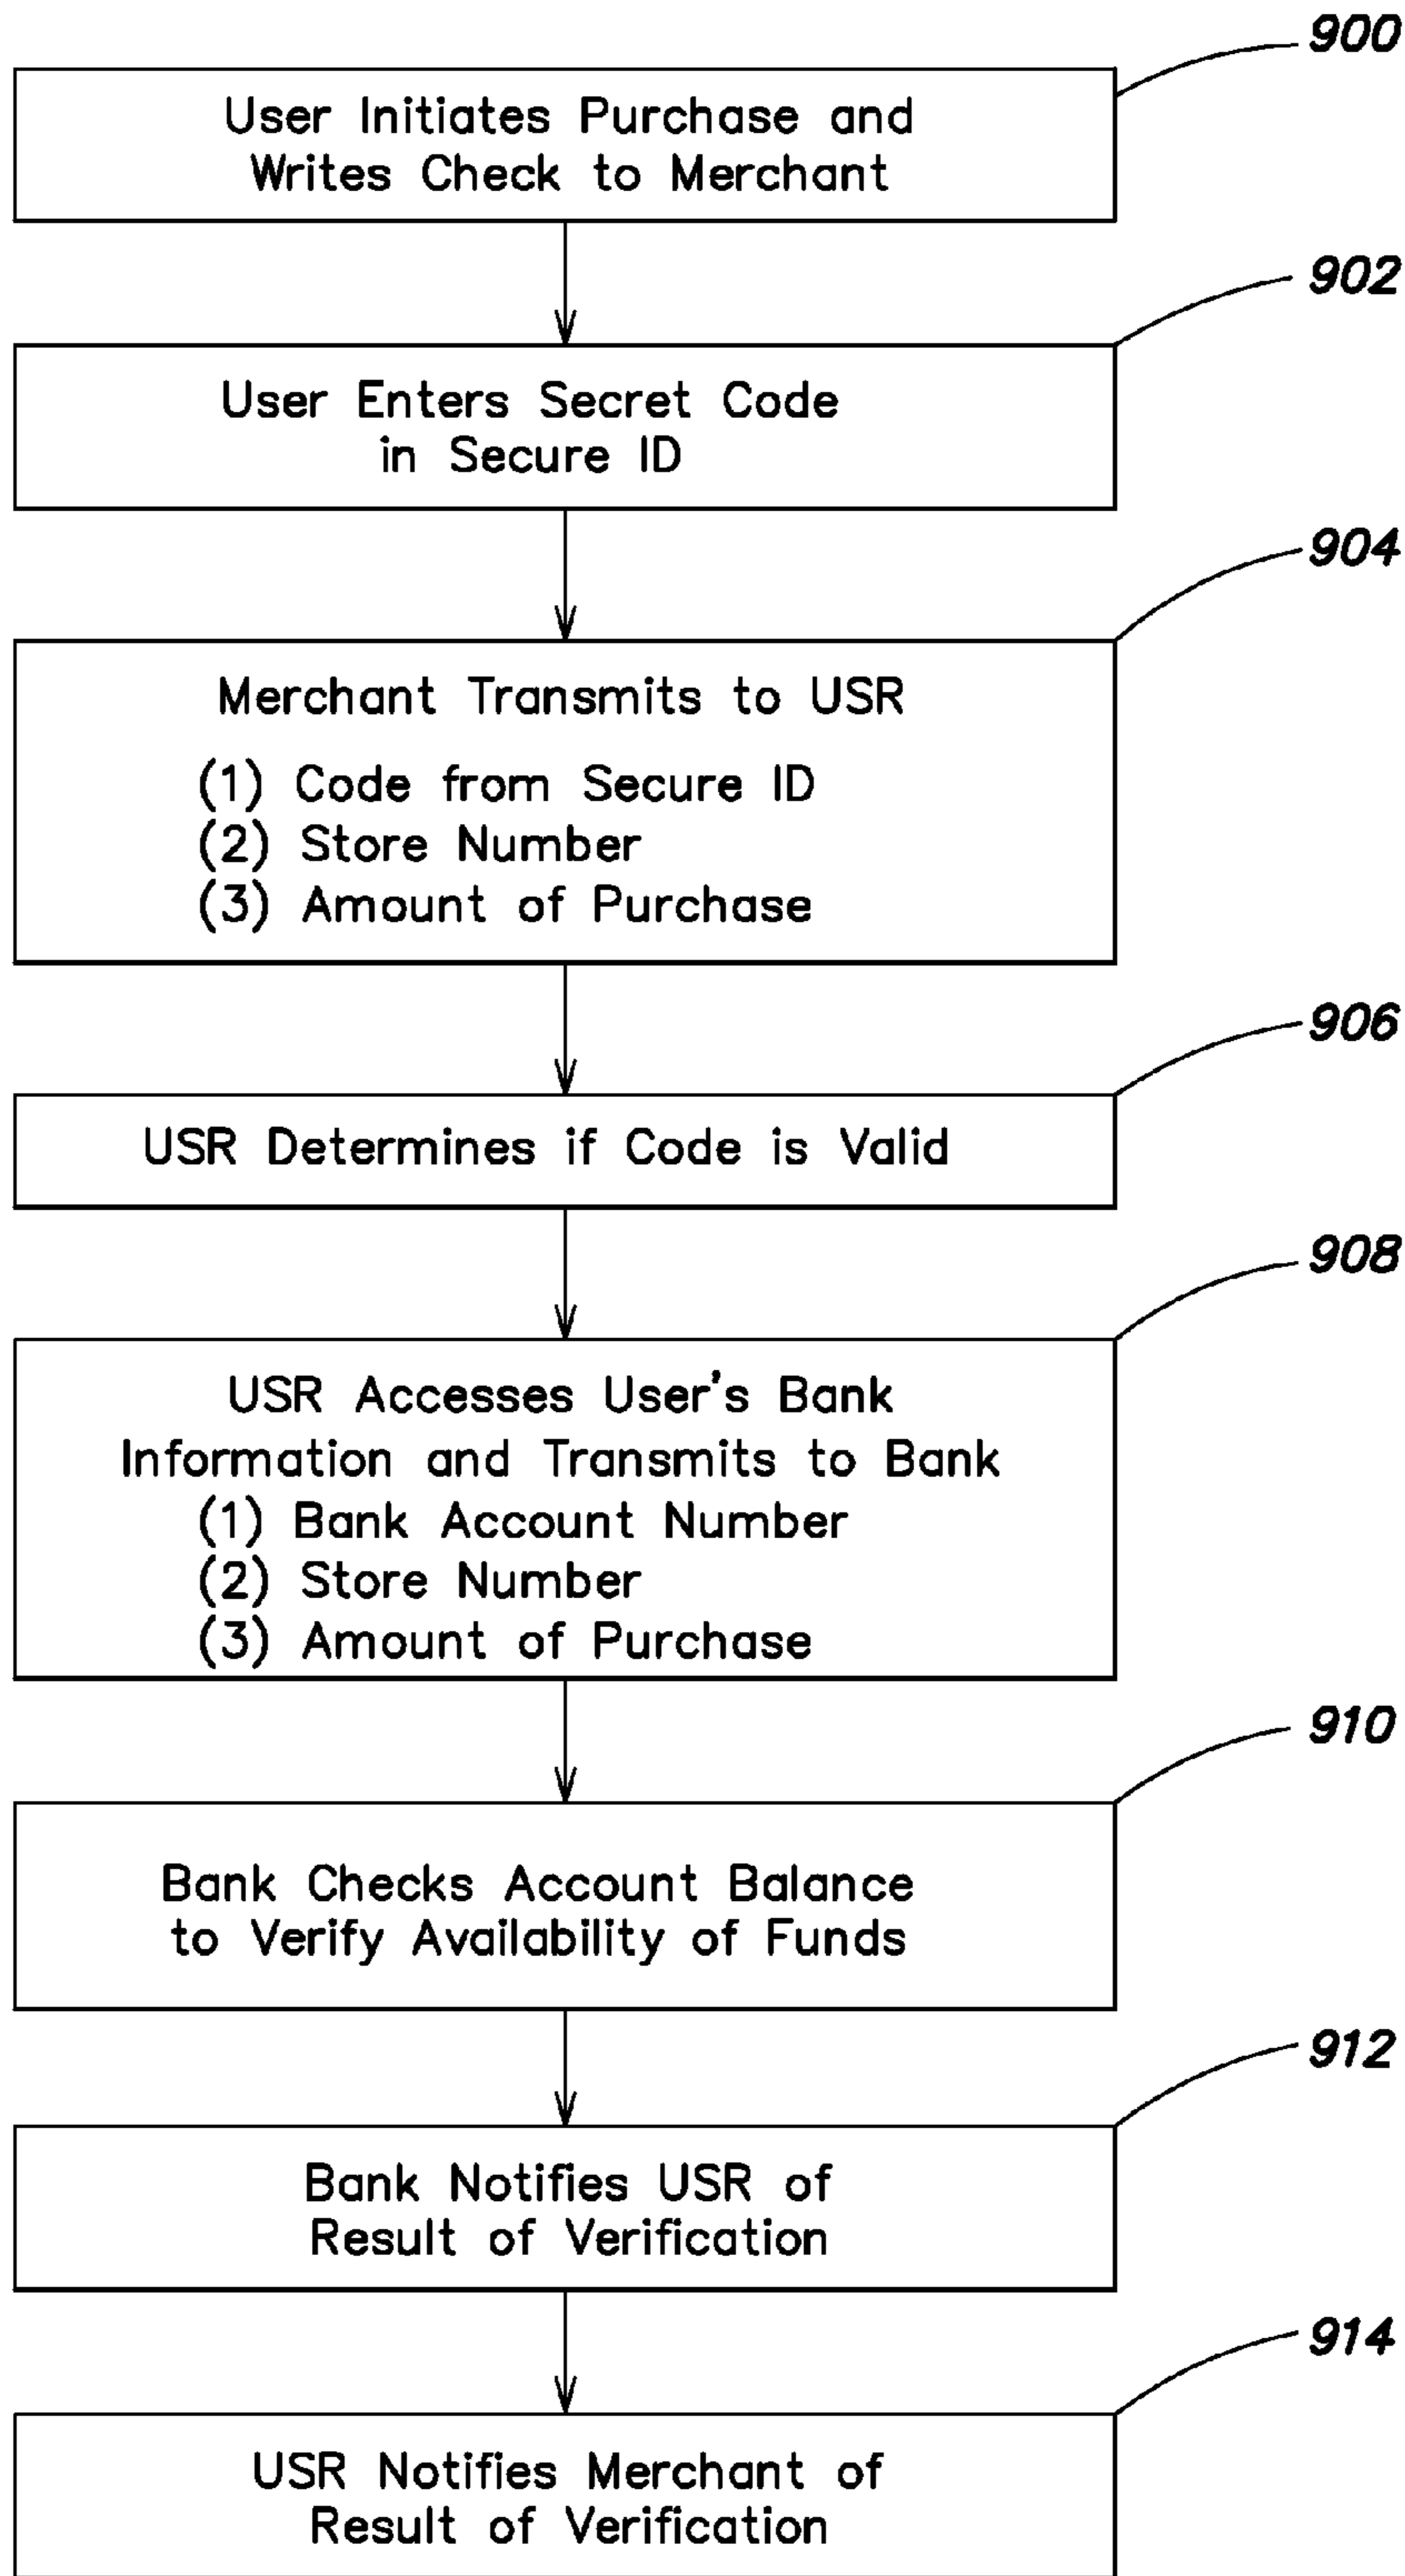 900
User Initiates Purchase and
Writes Check to Merchant
902
User Enters Secret Code
in Secure ID
904
Merchant Transmits to USR
(1) Code from Secure ID
(2) Store Number
(3) Amount of Purchase
906
USR Determines if Code is Valid
908
USR Accesses User's Bank
Information and Transmits to Bank
(1) Bank Account Number
(2) Store Number
(3) Amount of Purchase
910
Bank Checks Account Balance
to Verify Availability of Funds
912
Bank Notifies USR of
Result of Verification
914
USR Notifies Merchant of
Result of Verification